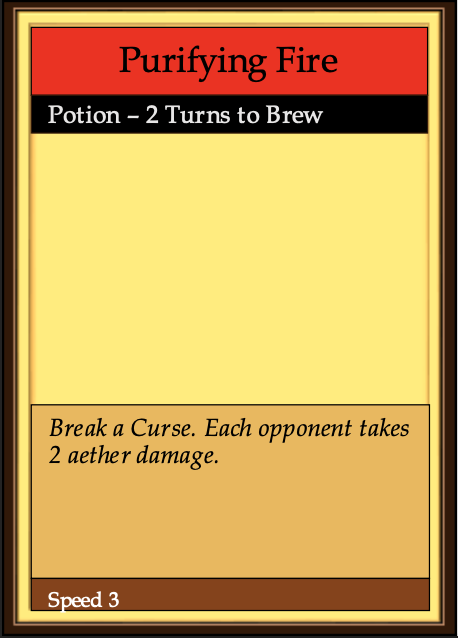 Purifying Fire
Potion – 2 Turns to Brew
Break a Curse. Each opponent takes
2 aether damage.
Speed 3